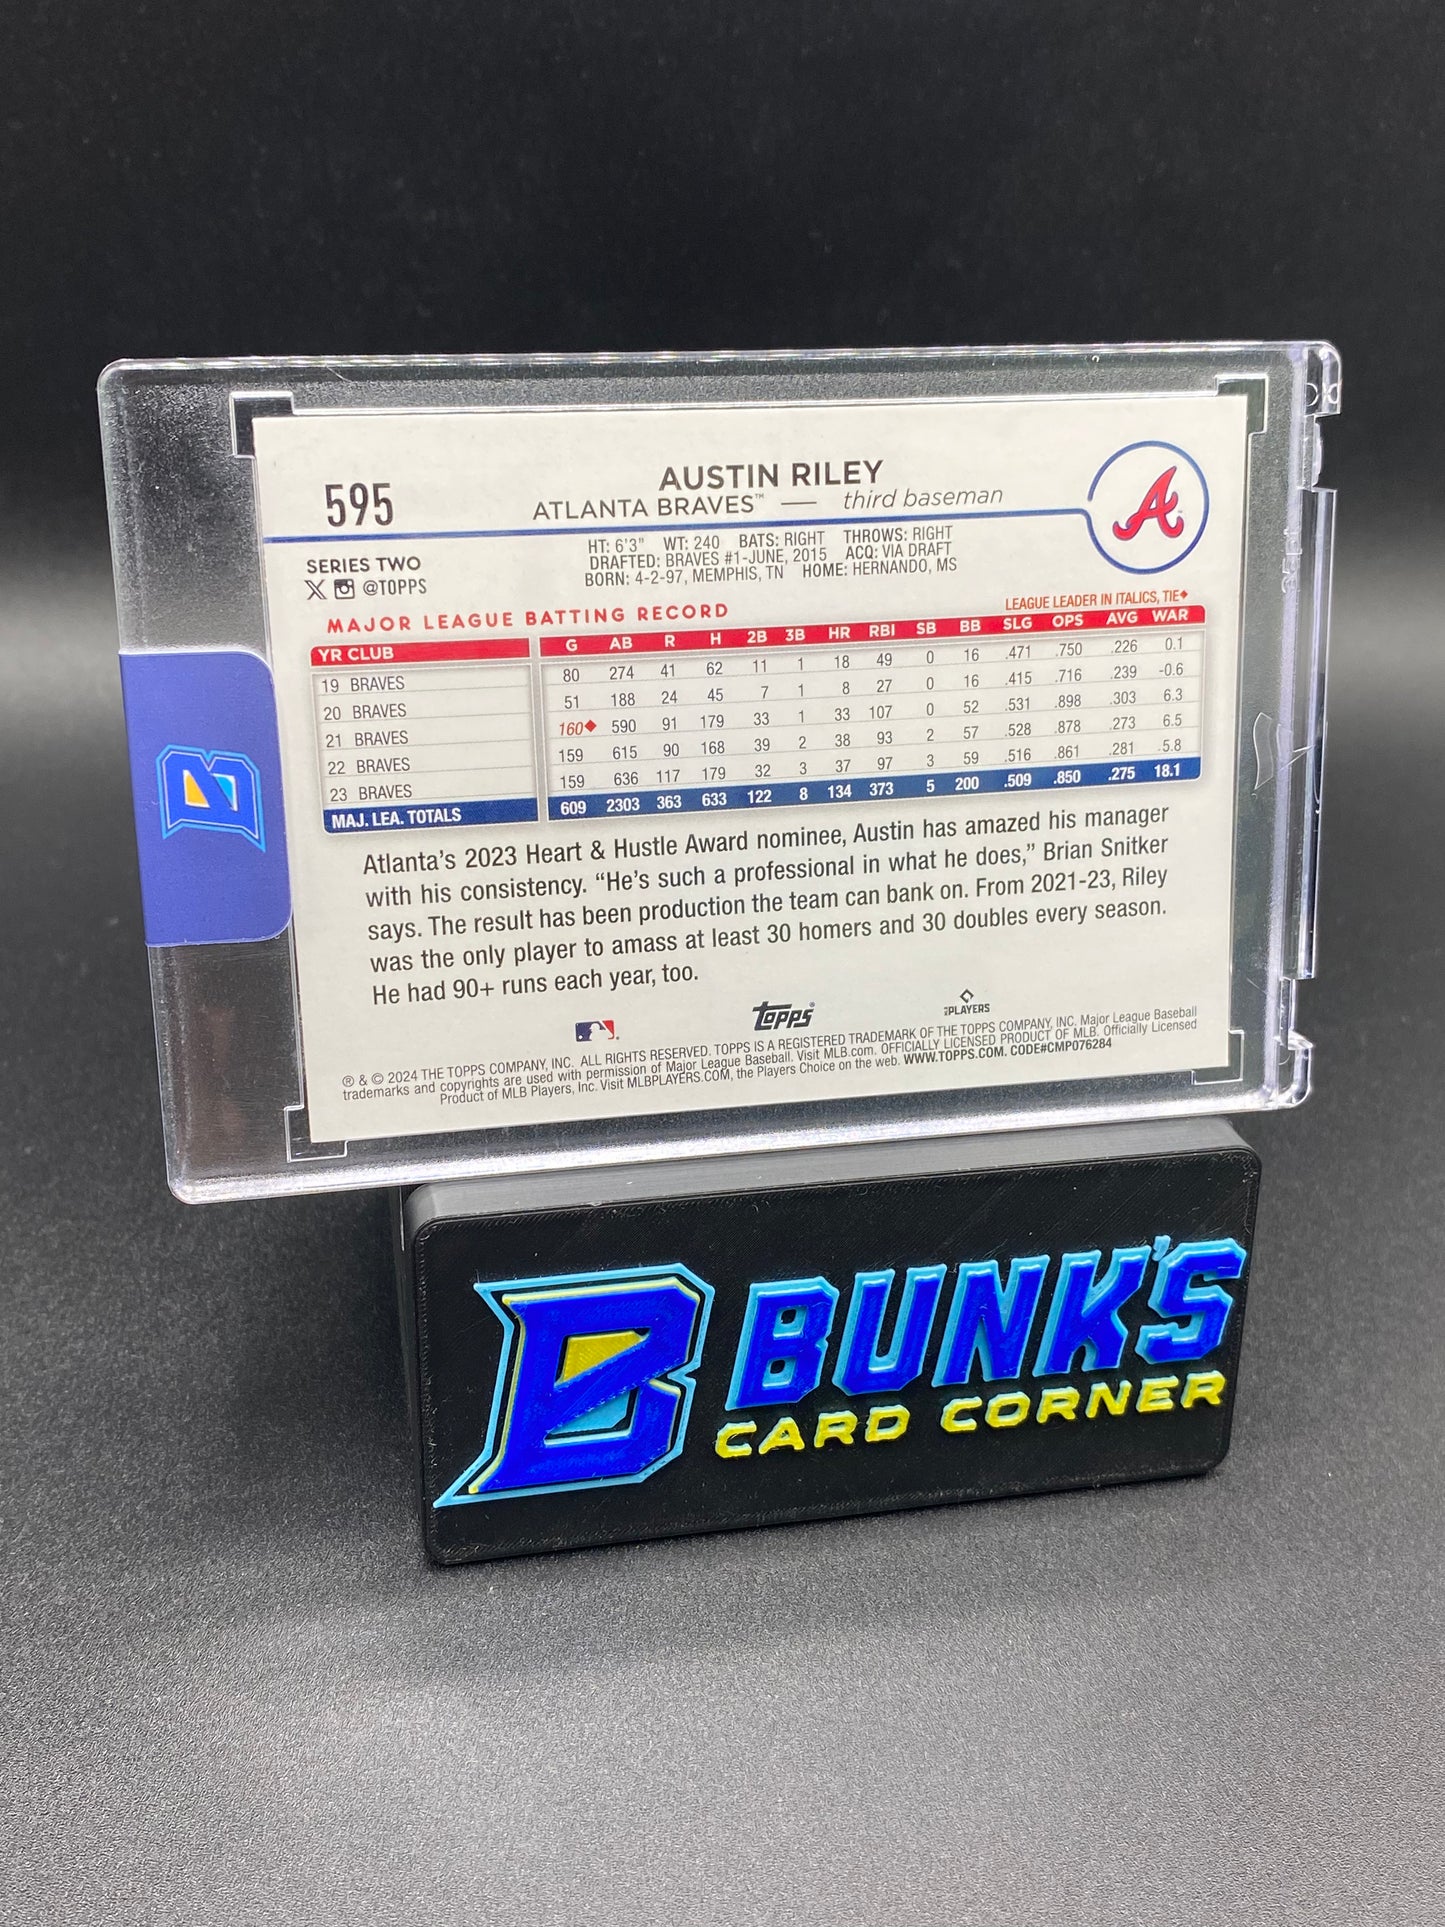 595
AUSTIN RILEY
ATLANTA BRAVES™ — third baseman
SERIES TWO
X @TOPPS
HT: 6'3" WT: 240 BATS: RIGHT THROWS: RIGHT
DRAFTED: BRAVES #1-JUNE, 2015 ACQ: VIA DRAFT
BORN: 4-2-97, MEMPHIS, TN HOME: HERNANDO, MS
A
MAJOR LEAGUE BATTING RECORD
LEAGUE LEADER IN ITALICS, TIE♦
YR CLUB G AB R H 2B 3B HR RBI SB BB SLG OPS AVG WAR
19 BRAVES 80 274 41 62 11 1 18 49 0 16 .471 .750 .226 0.1
20 BRAVES 51 188 24 45 7 1 8 27 0 16 .415 .716 .239 -0.6
21 BRAVES 160♦ 590 91 179 33 1 33 107 0 52 .531 .898 .303 6.3
22 BRAVES 159 615 90 168 39 2 38 93 2 57 .528 .878 .273 6.5
23 BRAVES 159 636 117 179 32 3 37 97 3 59 .516 .861 .281 5.8
MAJ. LEA. TOTALS 609 2303 363 633 122 8 134 373 5 200 .509 .850 .275 18.1
Atlanta's 2023 Heart & Hustle Award nominee, Austin has amazed his manager
with his consistency. "He's such a professional in what he does," Brian Snitker
says. The result has been production the team can bank on. From 2021-23, Riley
was the only player to amass at least 30 homers and 30 doubles every season.
He had 90+ runs each year, too.
Topps®
PLAYERS
® & © 2024 THE TOPPS COMPANY, INC. ALL RIGHTS RESERVED. TOPPS IS A REGISTERED TRADEMARK OF THE TOPPS COMPANY, INC. Major League Baseball
trademarks and copyrights are used with permission of Major League Baseball. Visit MLB.com. OFFICIALLY LICENSED PRODUCT OF MLB. Officially Licensed
Product of MLB Players, Inc. Visit MLBPLAYERS.COM, the Players Choice on the web. WWW.TOPPS.COM. CODE#CMP076284
B
B BUNK'S
CARD CORNER